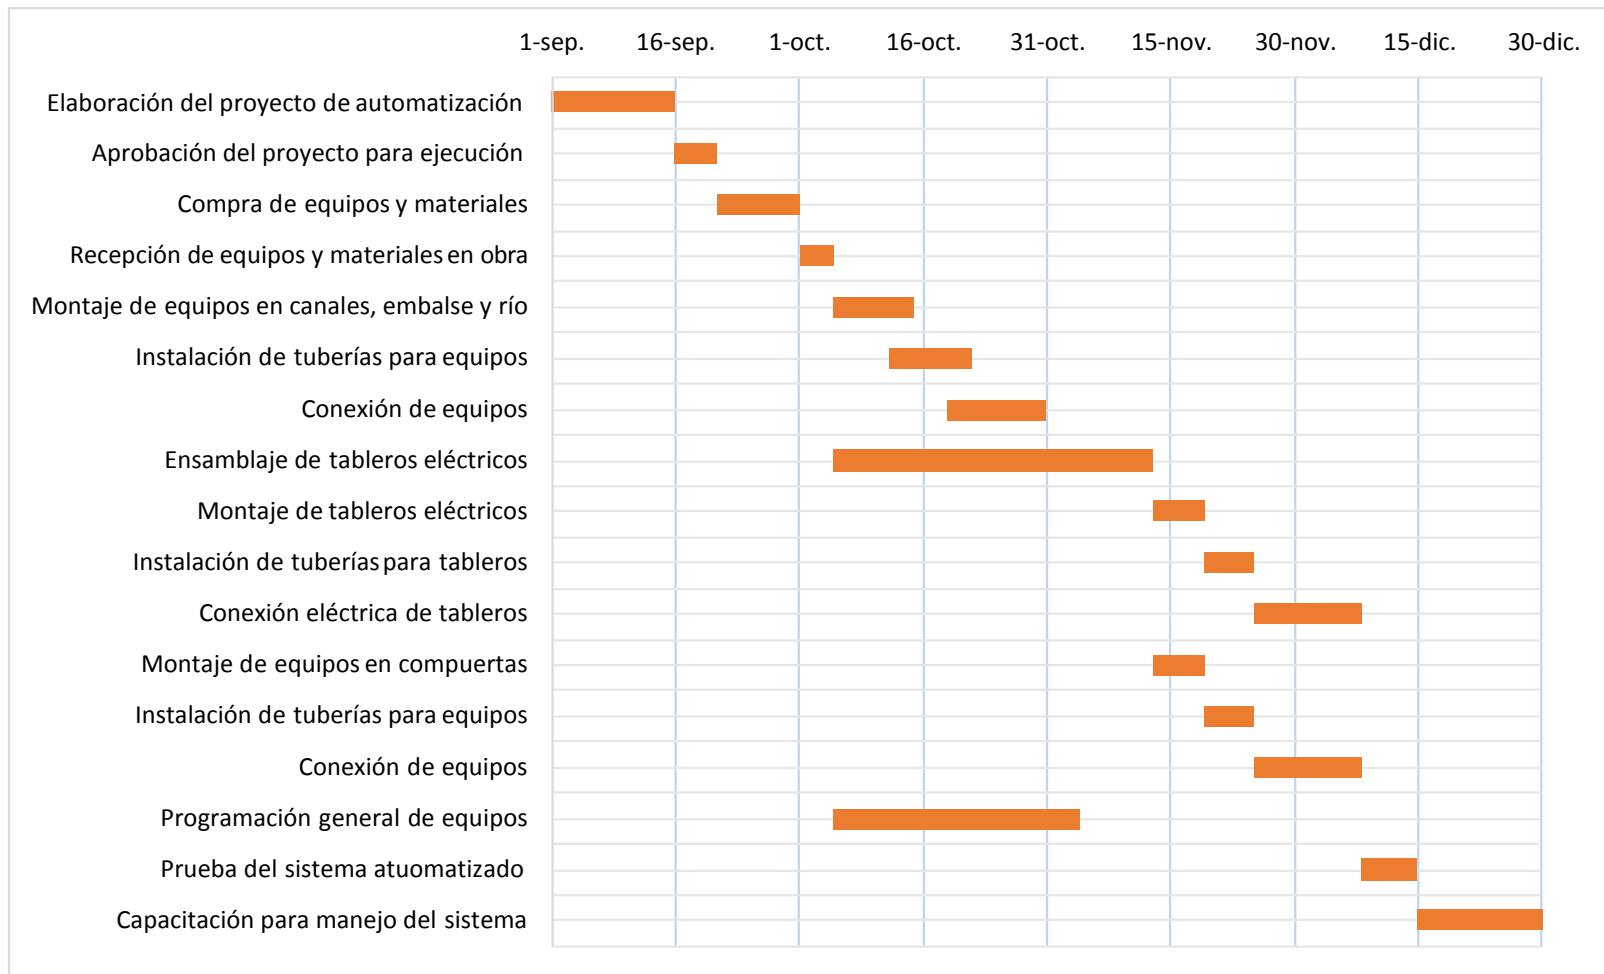 1-sep. 16-sep. 1-oct. 16-oct. 31-oct. 15-nov. 30-nov. 15-dic. 30-dic.
Elaboración del proyecto de automatización
Aprobación del proyecto para ejecución
Compra de equipos y materiales
Recepción de equipos y materiales en obra
Montaje de equipos en canales, embalse y río
Instalación de tuberías para equipos
Conexión de equipos
Ensamblaje de tableros eléctricos
Montaje de tableros eléctricos
Instalación de tuberías para tableros
Conexión eléctrica de tableros
Montaje de equipos en compuertas
Instalación de tuberías para equipos
Conexión de equipos
Programación general de equipos
Prueba del sistema atuomatizado
Capacitación para manejo del sistema